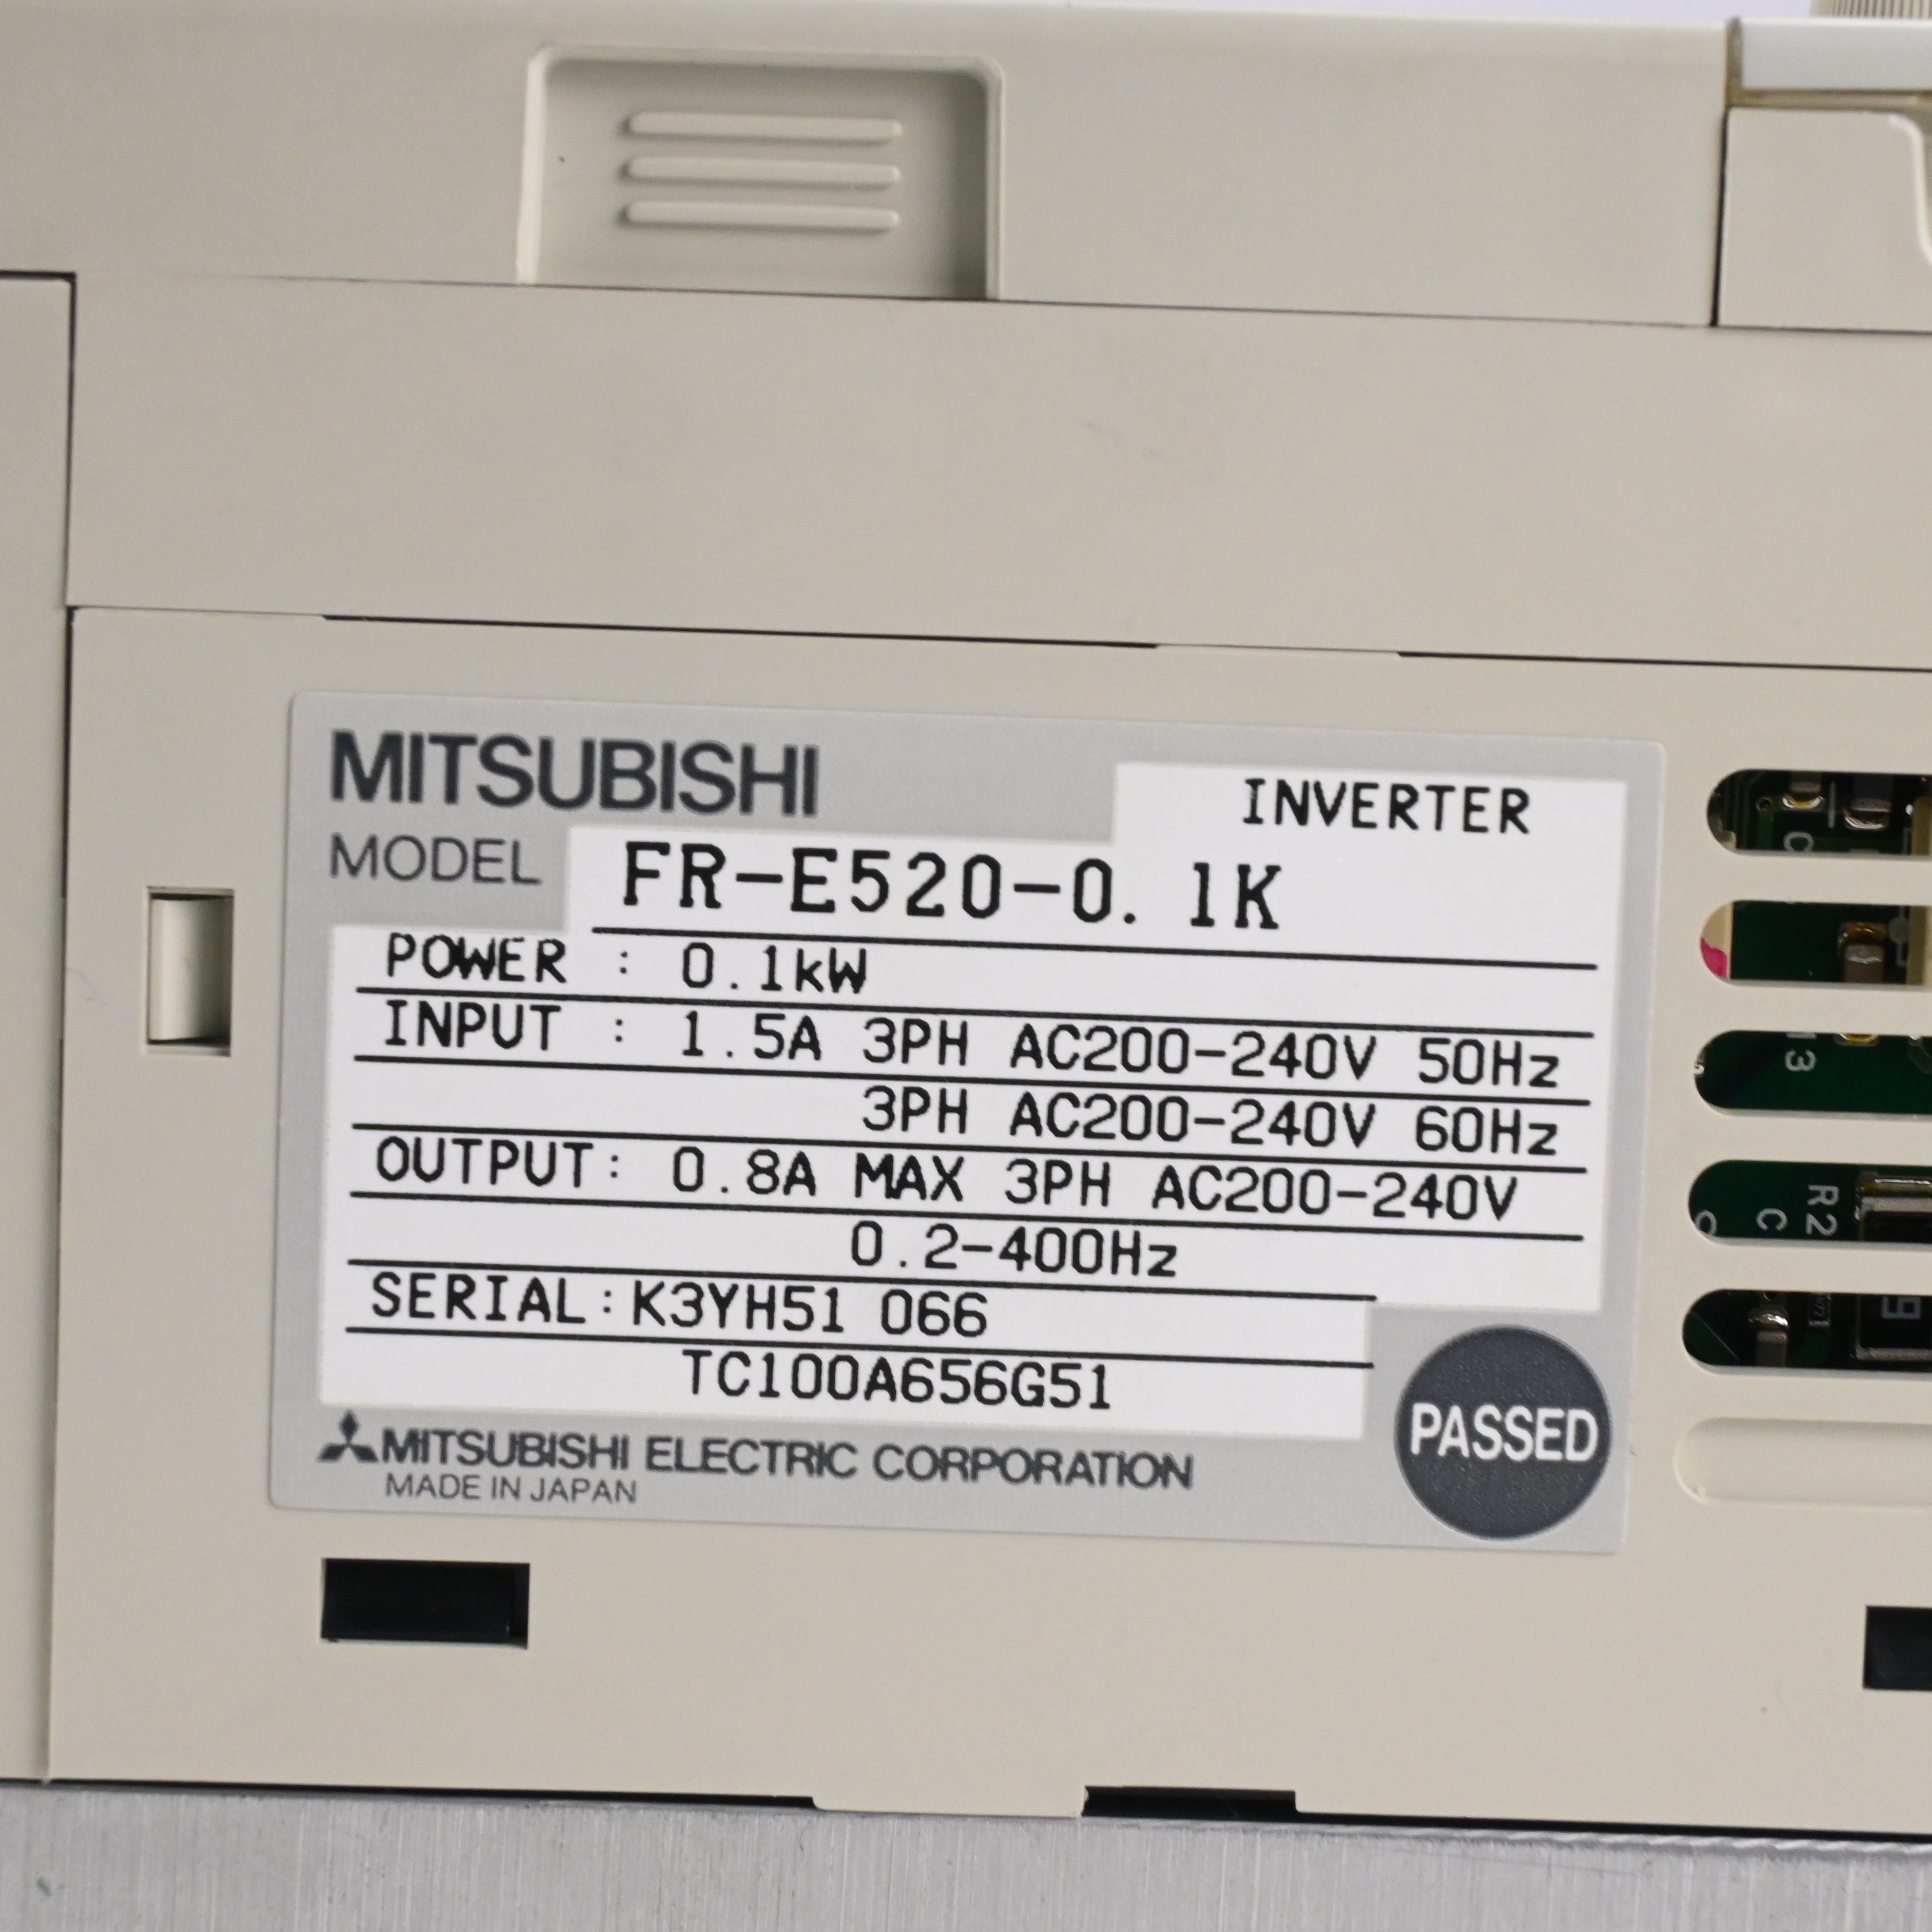 MITSUBISHI
INVERTER
MODEL FR-E520-0.1K
POWER : 0.1kW
INPUT : 1.5A 3PH AC200-240V 50Hz
3PH AC200-240V 60Hz
OUTPUT: 0.8A MAX 3PH AC200-240V
0.2-400Hz
SERIAL:K3YH51 066
TC100A656G51
PASSED
MITSUBISHI ELECTRIC CORPORATION
MADE IN JAPAN
13
R2
C